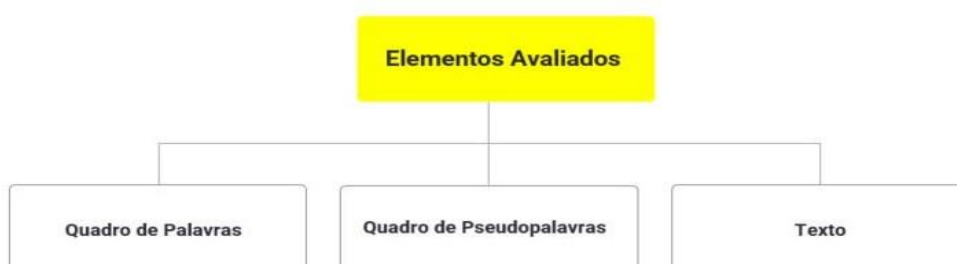 Elementos Avaliados
Quadro de Palavras
Quadro de Pseudopalavras
Texto